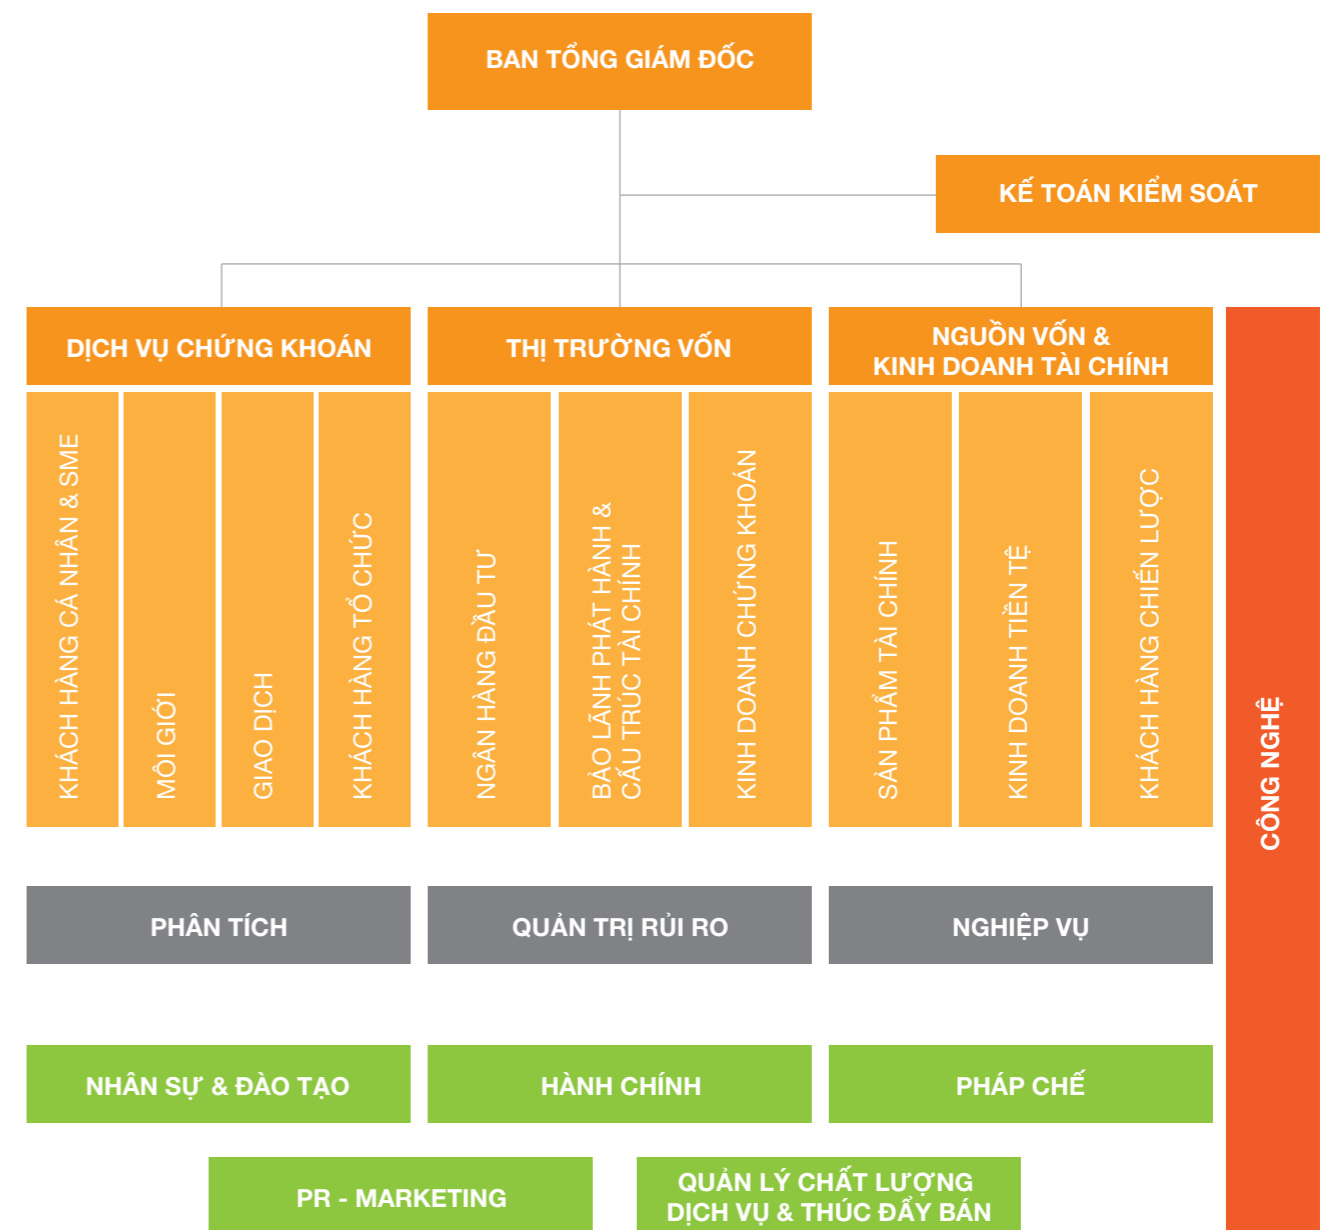 BAN TỔNG GIÁM ĐỐC
KẾ TOÁN KIỂM SOÁT
DỊCH VỤ CHỨNG KHOÁN
THỊ TRƯỜNG VỐN
NGUỒN VỐN &
KINH DOANH TÀI CHÍNH
KHÁCH HÀNG CÁ NHÂN & SME
MÔI GIỚI
GIAO DỊCH
KHÁCH HÀNG TỔ CHỨC
NGÂN HÀNG ĐẦU TƯ
BẢO LÃNH PHÁT HÀNH &
CẤU TRÚC TÀI CHÍNH
KINH DOANH CHỨNG KHOÁN
SẢN PHẨM TÀI CHÍNH
KINH DOANH TIỀN TỆ
KHÁCH HÀNG CHIẾN LƯỢC
CÔNG NGHỆ
PHÂN TÍCH
QUẢN TRỊ RỦI RO
NGHIỆP VỤ
NHÂN SỰ & ĐÀO TẠO
HÀNH CHÍNH
PHÁP CHẾ
PR - MARKETING
QUẢN LÝ CHẤT LƯỢNG
DỊCH VỤ & THÚC ĐẨY BÁN